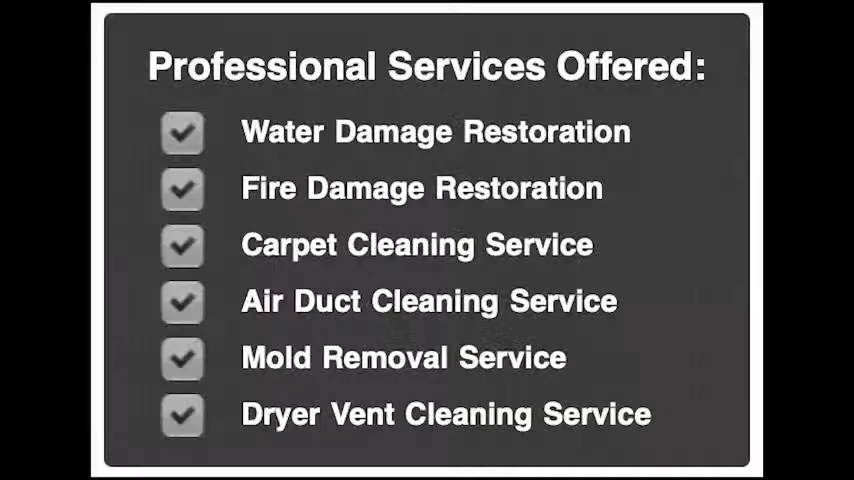 Professional Services Offered:
Water Damage Restoration
Fire Damage Restoration
Carpet Cleaning Service
Air Duct Cleaning Service
Mold Removal Service
Dryer Vent Cleaning Service